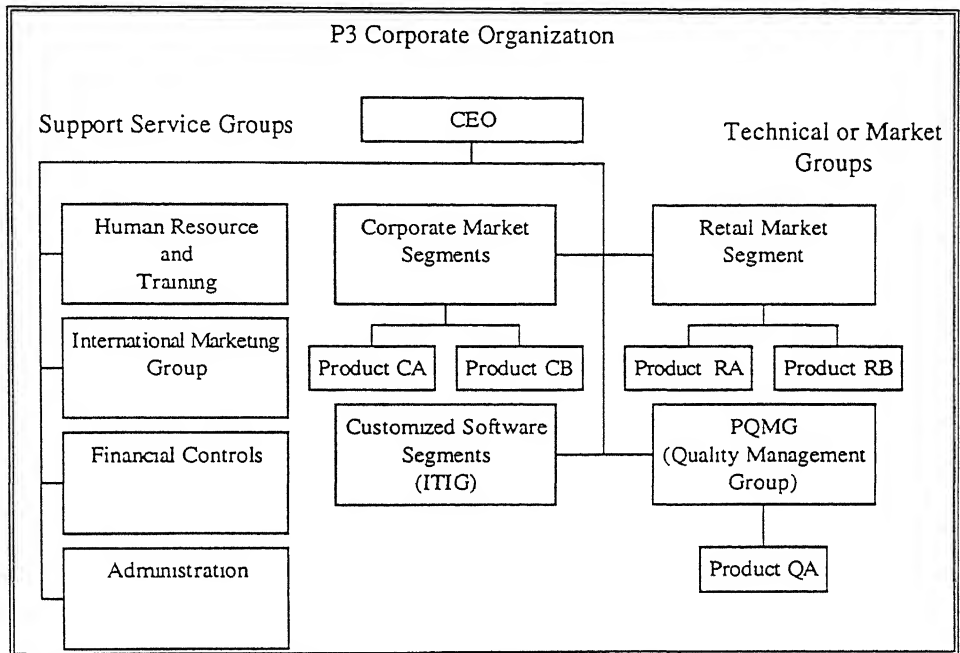 P3 Corporate Organization
CEO
Support Service Groups
Technical or Market
Groups
Human Resource
and
Training
Corporate Market
Segments
Retail Market
Segment
International Marketing
Group
Product CA
Product CB
Product RA
Product RB
Financial Controls
Customized Software
Segments
(ITIG)
PQMG
(Quality Management
Group)
Administration
Product QA